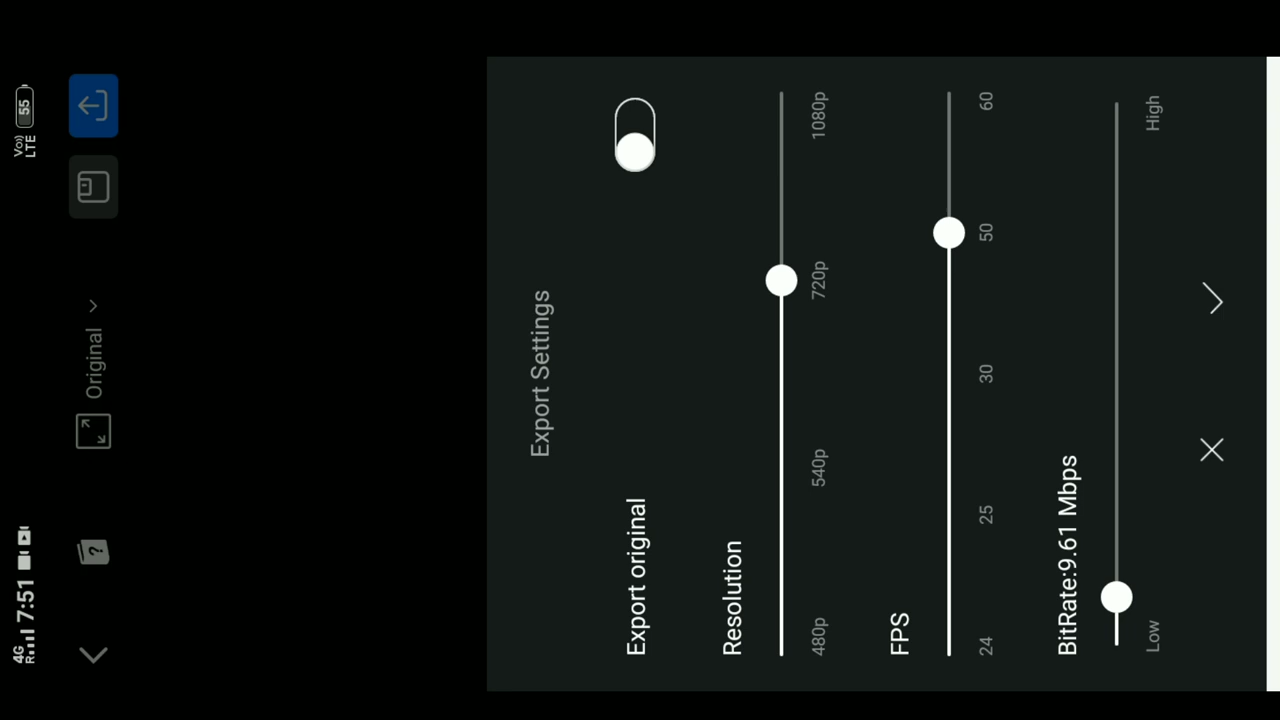 4G R 7:51
Vo)) LTE 55
Original
Export Settings
Export original
Resolution
480p 540p 720p 1080p
FPS
24 25 30 50 60
BitRate:9.61 Mbps
Low High